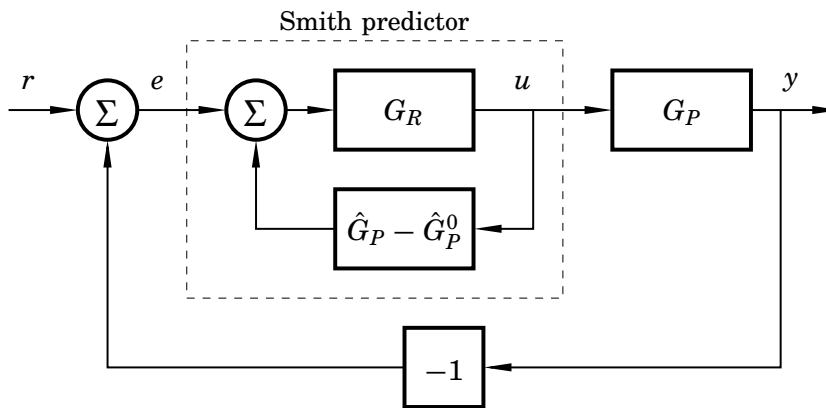 Smith predictor
r
e
u
y
Σ
Σ
G_R
G_P
Ĝ_P − Ĝ_P^0
−1